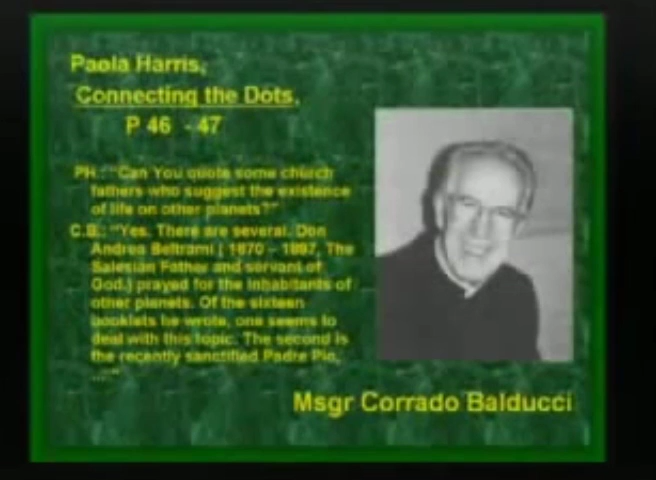 Paola Harris,
Connecting the Dots,
P 46 - 47
PH.: "Can You quote some church
fathers who suggest the existence
of life on other planets?"
C.B.: "Yes. There are several. Don
Andrea Beltrami ( 1870 – 1897, The
Salesian Father and servant of
God.) prayed for the inhabitants of
other planets. Of the sixteen
booklets he wrote, one seems to
deal with this topic. The second is
the recently sanctified Padre Pio,
..."
Msgr Corrado Balducci